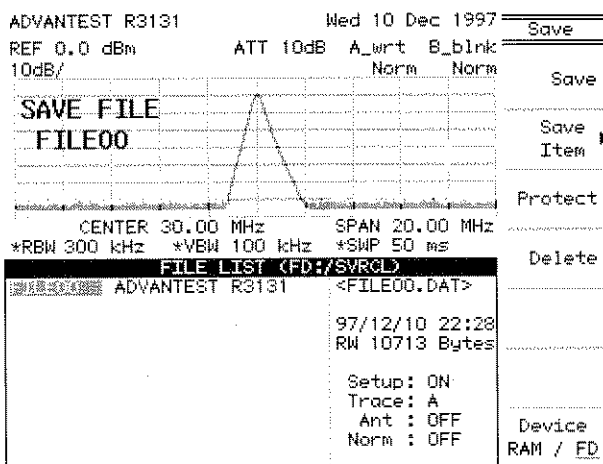 ADVANTEST R3131 Wed 10 Dec 1997
REF 0.0 dBm ATT 10dB A_wrt B_blnk
10dB/ Norm Norm
SAVE FILE
FILE00
CENTER 30.00 MHz SPAN 20.00 MHz
*RBW 300 kHz *VBW 100 kHz *SWP 50 ms
FILE LIST (FD:/SVRCL)
ADVANTEST R3131 <FILE00.DAT>
97/12/10 22:28
RW 10713 Bytes
Setup: ON
Trace: A
Ant : OFF
Norm : OFF
Save
Save
Save
Item
Protect
Delete
Device
RAM / FD